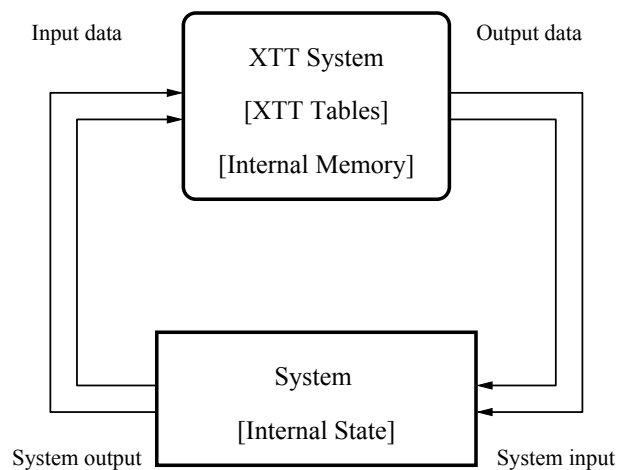 Input data
Output data
XTT System
[XTT Tables]
[Internal Memory]
System
[Internal State]
System output
System input